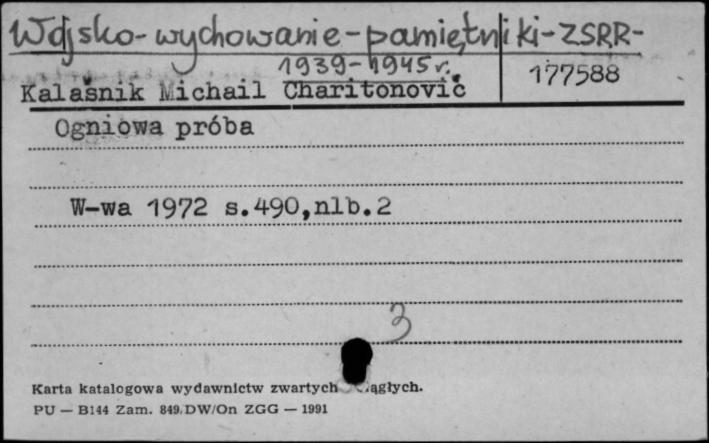 Wojsko-wychowanie-pamiętniki-ZSRR-
1939-1945 r.
177588
Kalašnik Michail Charitonovič
Ogniowa próba
W-wa 1972 s.490,nlb.2
3
Karta katalogowa wydawnictw zwartych ągłych.
PU — B144 Zam. 849/DW/On ZGG — 1991